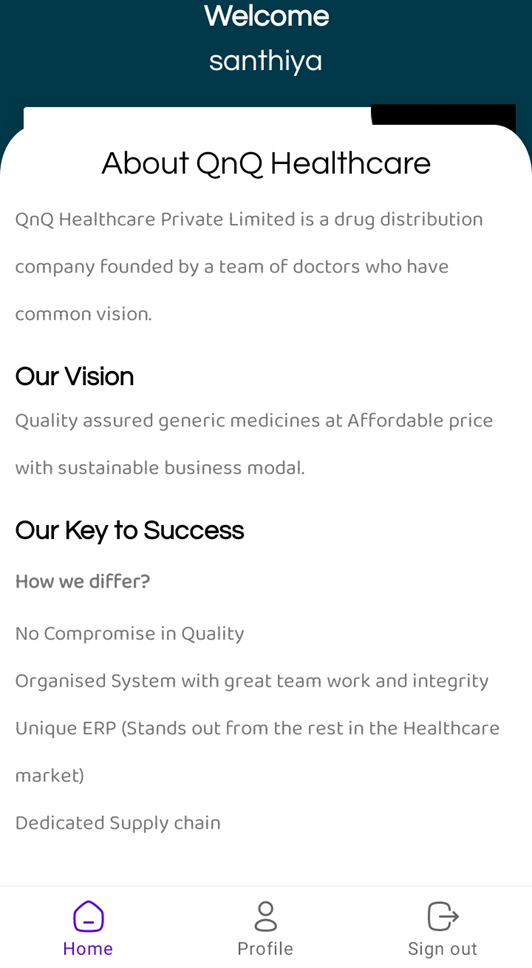 Welcome
santhiya
About QnQ Healthcare
QnQ Healthcare Private Limited is a drug distribution
company founded by a team of doctors who have
common vision.
Our Vision
Quality assured generic medicines at Affordable price
with sustainable business modal.
Our Key to Success
How we differ?
No Compromise in Quality
Organised System with great team work and integrity
Unique ERP (Stands out from the rest in the Healthcare
market)
Dedicated Supply chain
Home Profile Sign out